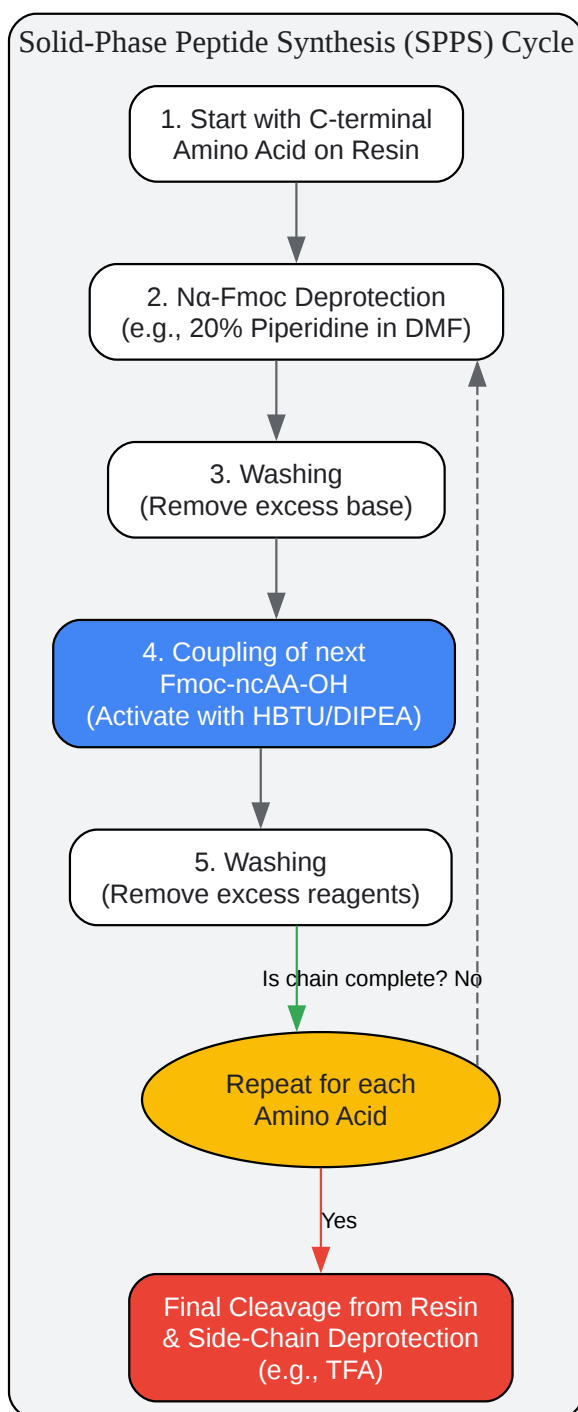 Solid-Phase Peptide Synthesis (SPPS) Cycle
1. Start with C-terminal
Amino Acid on Resin
2. Nα-Fmoc Deprotection
(e.g., 20% Piperidine in DMF)
3. Washing
(Remove excess base)
4. Coupling of next
Fmoc-ncAA-OH
(Activate with HBTU/DIPEA)
5. Washing
(Remove excess reagents)
Is chain complete? No
Repeat for each
Amino Acid
Yes
Final Cleavage from Resin
& Side-Chain Deprotection
(e.g., TFA)